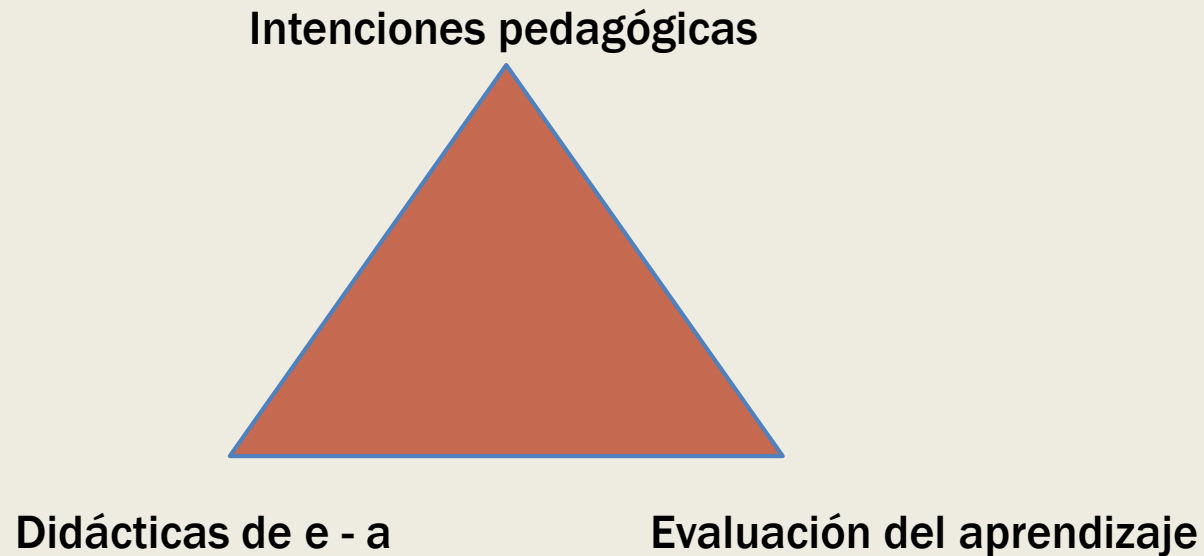 Intenciones pedagógicas
Didácticas de e - a
Evaluación del aprendizaje